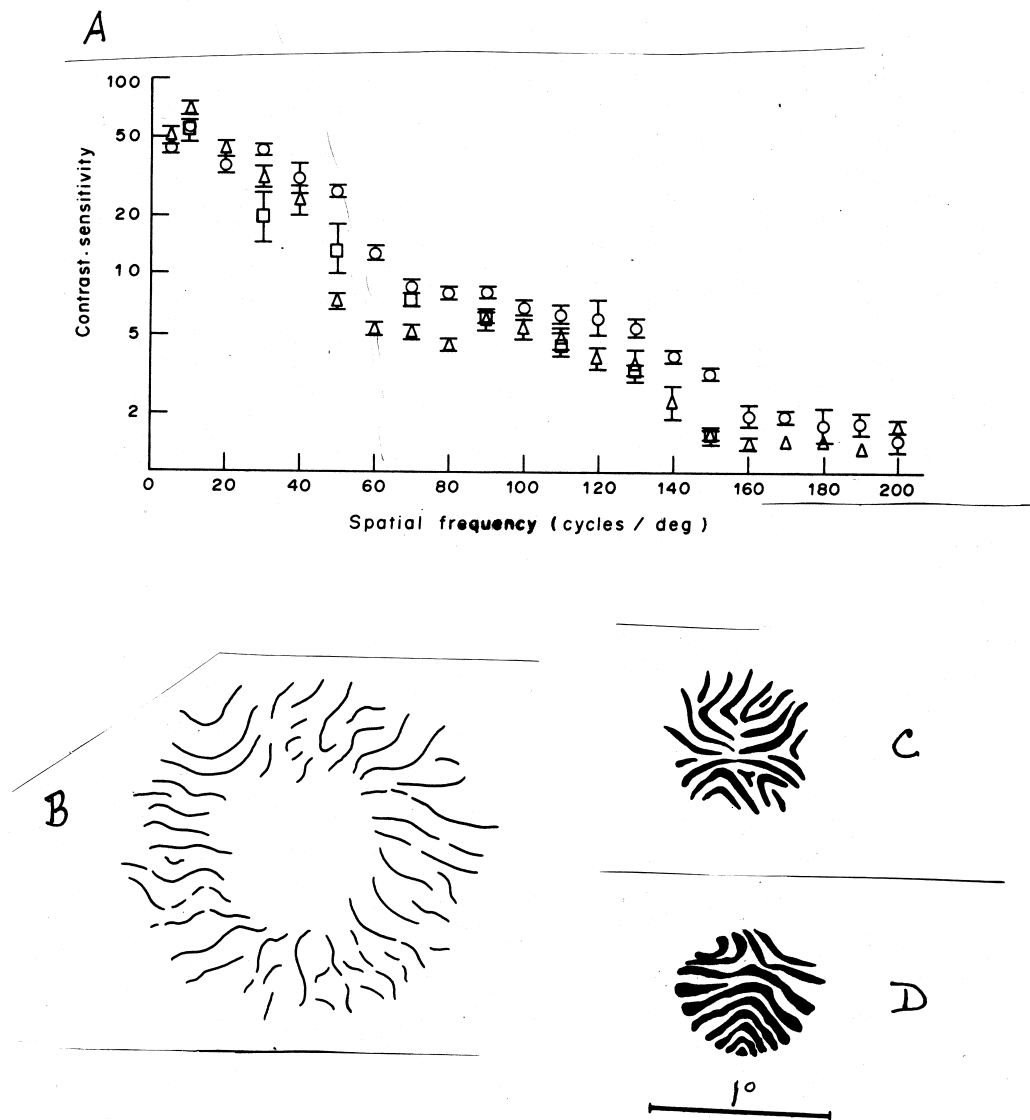 A
100
50
20
10
5
2
Contrast · sensitivity
0 20 40 60 80 100 120 140 160 180 200
Spatial frequency (cycles / deg)
B
C
D
1°